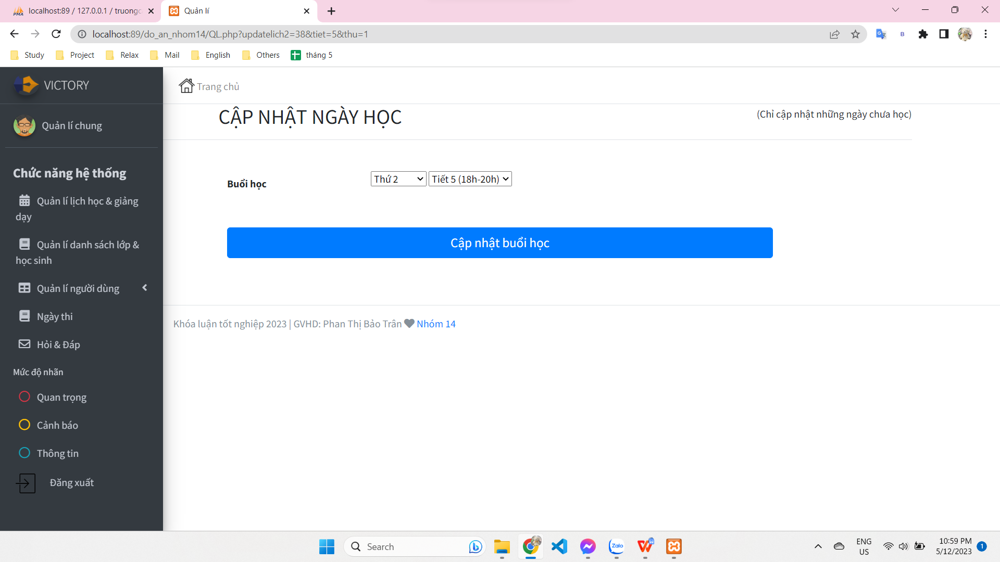 localhost:89 / 127.0.0.1 / truongc
Quản lí
localhost:89/do_an_nhom14/QL.php?updatelich2=38&tiet=5&thu=1
Study
Project
Relax
Mail
English
Others
tháng 5
VICTORY
Trang chủ
Quản lí chung
CẬP NHẬT NGÀY HỌC
(Chỉ cập nhật những ngày chưa học)
Chức năng hệ thống
Buổi học
Thứ 2
Tiết 5 (18h-20h)
Quản lí lịch học & giảng
dạy
Cập nhật buổi học
Quản lí danh sách lớp &
học sinh
Quản lí người dùng
Ngày thi
Khóa luận tốt nghiệp 2023 | GVHD: Phan Thị Bảo Trân Nhóm 14
Hỏi & Đáp
Mức độ nhãn
Quan trọng
Cảnh báo
Thông tin
Đăng xuất
Search
Zalo
ENG
US
10:59 PM
5/12/2023
1